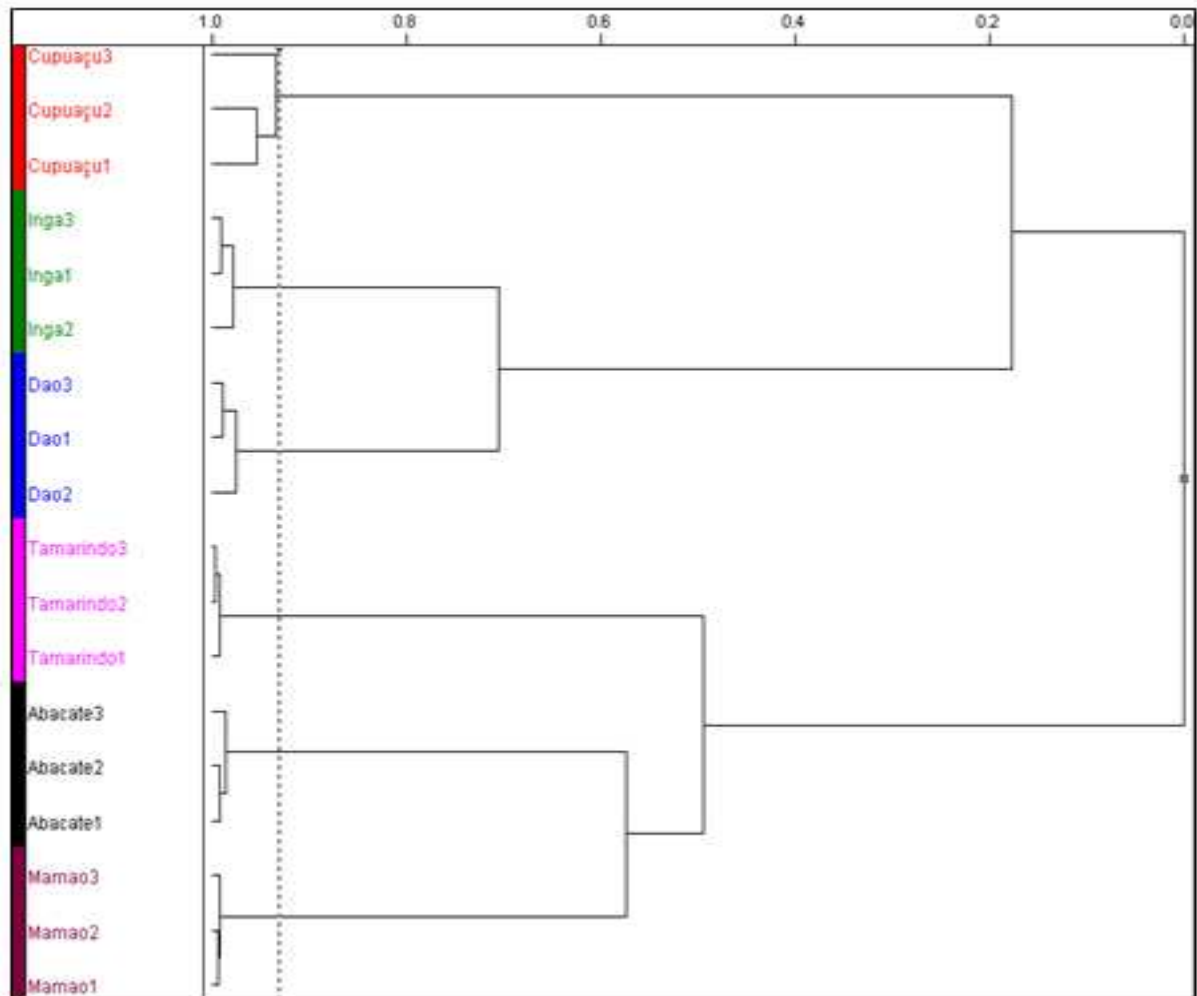 1.0 0.8 0.6 0.4 0.2 0.0
Cupuaçu3
Cupuaçu2
Cupuaçu1
Inga3
Inga1
Inga2
Dao3
Dao1
Dao2
Tamarindo3
Tamarindo2
Tamarindo1
Abacate3
Abacate2
Abacate1
Mamao3
Mamao2
Mamao1